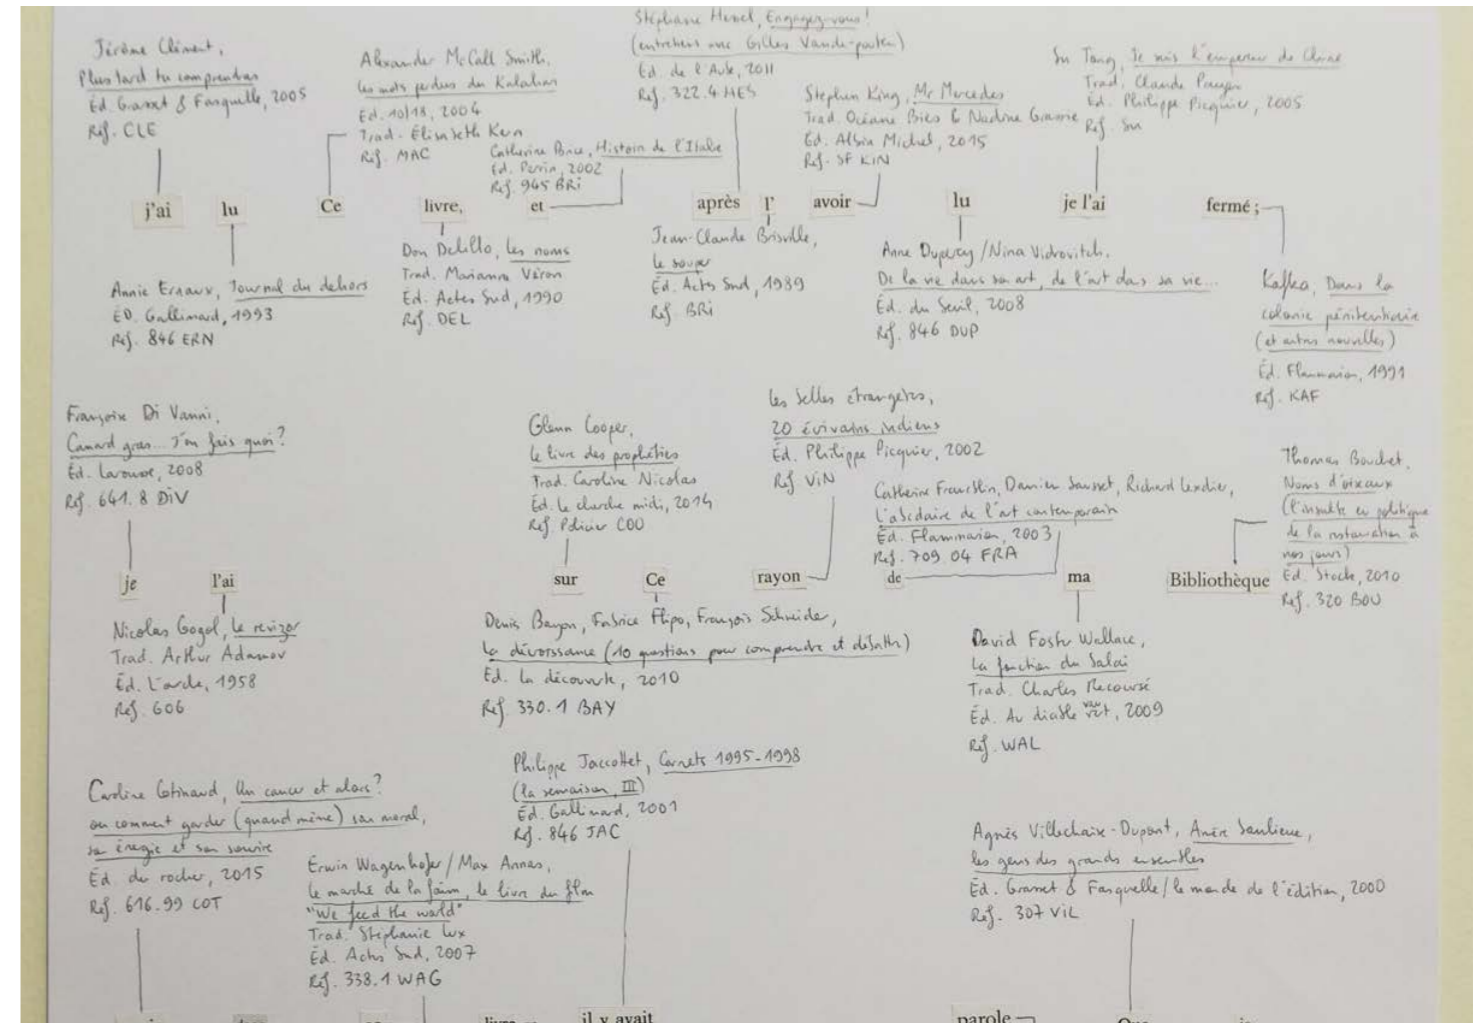 Jérôme Clément,
Plus tard tu comprendras
Éd. Grasset & Fasquelle, 2005
Réf. CLE
Alexander McCall Smith,
les mots perdus du Kalahari
Éd. 10/18, 2004
Trad. Élisabeth Kern
Réf. MAC
Catherine Brice, Histoire de l'Italie
Éd. Perrin, 2002
Réf. 945 BRi
Stéphane Hessel, Engagez-vous!
(entretiens avec Gilles
Éd. de l'Aube, 2011
Réf. 322.4 HES
Stephen King, Mr Mercedes
Trad. Océane Bies & Nadine Gassie
Éd. Albin Michel, 2015
Réf. SF KiN
Su Tong, Je suis l'empereur de Chine
Trad. Claude Payen
Éd. Philippe Picquier, 2005
Réf Su
j'ai lu Ce livre, et après l' avoir lu je l'ai fermé ;
Annie Ernaux, Journal du dehors
ÉD. Gallimard, 1993
Réf. 846 ERN
Don Delillo, les noms
Trad. Marianne Véron
Éd. Actes Sud, 1990
Réf. DEL
Jean-Claude Brisville,
le souper
Éd. Actes Sud, 1989
Réf. BRi
Anne Duperey / Nina Vidrovitch.
De la vie dans son art, de l'art dans sa vie...
Éd. du Seuil, 2008
Réf. 846 DUP
Kafka, Dans la
colonie pénitentiaire
(et autres nouvelles)
Éd. Flammarion, 1991
Réf. KAF
Françoise Di Vanni,
Canard gras... J'en fais quoi?
Éd. Larousse, 2008
Réf. 641.8 DiV
Glenn Cooper,
le livre des prophéties
Trad. Caroline Nicolas
Éd. le cherche midi, 2014
Réf. Policier COO
les belles étrangères,
20 écrivains indiens
Éd. Philippe Picquier, 2002
Réf ViN
Catherine Francblin, Damien Sausset, Richard Leydier,
l'abcdaire de l'art contemporain
Éd. Flammarion, 2003
Réf. 709.04 FRA
Thomas Bouchet,
Noms d'oiseaux
(l'insulte en politique
de la restauration à
nos jours)
Éd. Stock, 2010
Réf. 320 BOU
je l'ai sur Ce rayon de ma Bibliothèque
Nicolas Gogol, le revizor
Trad. Arthur Adamov
Éd. L'arche, 1958
Réf. 606
Denis Bayon, Fabrice Flipo, François Schneider,
La décroissance (10 questions pour comprendre et débattre)
Éd. la découverte, 2010
Réf. 330.1 BAY
David Foster Wallace,
la fonction du balai
Trad. Charles Recoursé
Éd. Au diable vert, 2009
Réf. WAL
Caroline Cotinaud, Un cancer et alors?
ou comment garder (quand même) son moral,
son énergie et son sourire
Éd. du rocher, 2015
Réf. 616.99 COT
Erwin Wagenhofer / Max Annas,
le marché de la faim, le livre du film
"We feed the world"
Trad. Stéphanie Lux
Éd. Actes Sud, 2007
Réf. 338.1 WAG
Philippe Jaccottet, Carnets 1995-1998
(la semaison, III)
Éd. Gallimard, 2001
Réf. 846 JAC
Agnès Villechaise-Dupont, Amère banlieue,
les gens des grands ensembles
Éd. Grasset & Fasquelle / le monde de l'édition, 2000
Réf. 307 ViL
livre il y avait parole